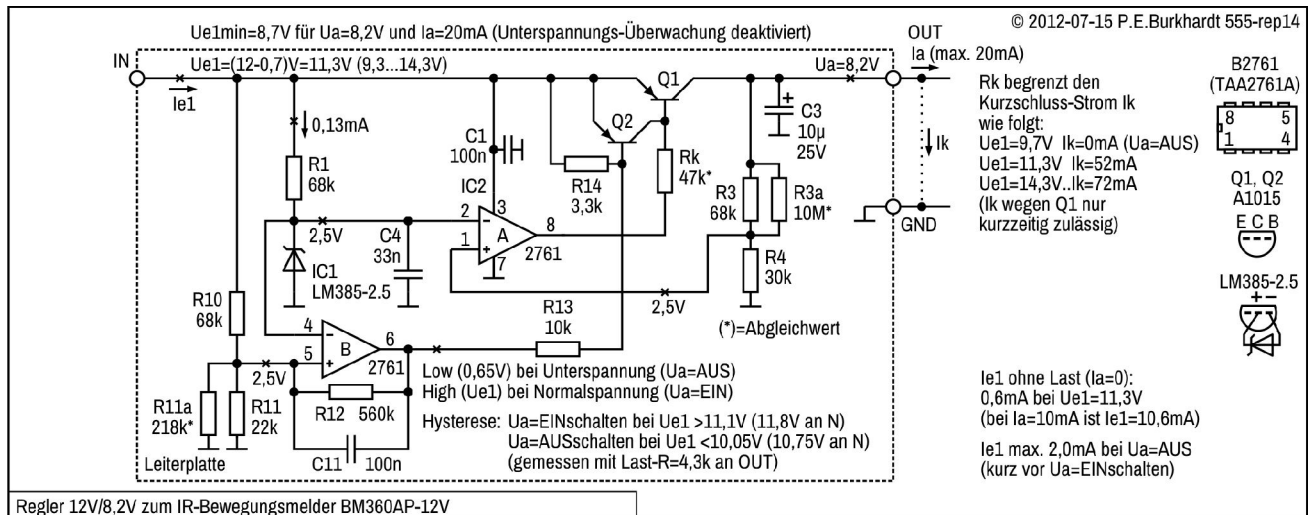 © 2012-07-15 P.E.Burkhardt 555-rep14
Ue1min=8,7V für Ua=8,2V und Ia=20mA (Unterspannungs-Überwachung deaktiviert)
OUT
Ia (max. 20mA)
IN
Ue1=(12-0,7)V=11,3V (9,3...14,3V)
Ua=8,2V
Ie1
Q1
Q2
0,13mA
C1
100n
C3
10µ
25V
+
Ik
R1
68k
R14
3,3k
Rk
47k*
R3
68k
R3a
10M*
IC2
2,5V
2
3
1
A
8
7
2761
−
+
C4
33n
IC1
LM385-2.5
R4
30k
2,5V
GND
R10
68k
R13
10k
(*)=Abgleichwert
4
5
B
6
2761
−
+
2,5V
R11a
218k*
R11
22k
R12
560k
C11
100n
Leiterplatte
Low (0,65V) bei Unterspannung (Ua=AUS)
High (Ue1) bei Normalspannung (Ua=EIN)
Hysterese: Ua=EINschalten bei Ue1 >11,1V (11,8V an N)
Ua=AUSschalten bei Ue1 <10,05V (10,75V an N)
(gemessen mit Last-R=4,3k an OUT)
Rk begrenzt den
Kurzschluss-Strom Ik
wie folgt:
Ue1=9,7V Ik=0mA (Ua=AUS)
Ue1=11,3V Ik=52mA
Ue1=14,3V..Ik=72mA
(Ik wegen Q1 nur
kurzzeitig zulässig)
B2761
(TAA2761A)
8 5
1 4
Q1, Q2
A1015
E C B
LM385-2.5
+ −
Ie1 ohne Last (Ia=0):
0,6mA bei Ue1=11,3V
(bei Ia=10mA ist Ie1=10,6mA)
Ie1 max. 2,0mA bei Ua=AUS
(kurz vor Ua=EINschalten)
Regler 12V/8,2V zum IR-Bewegungsmelder BM360AP-12V